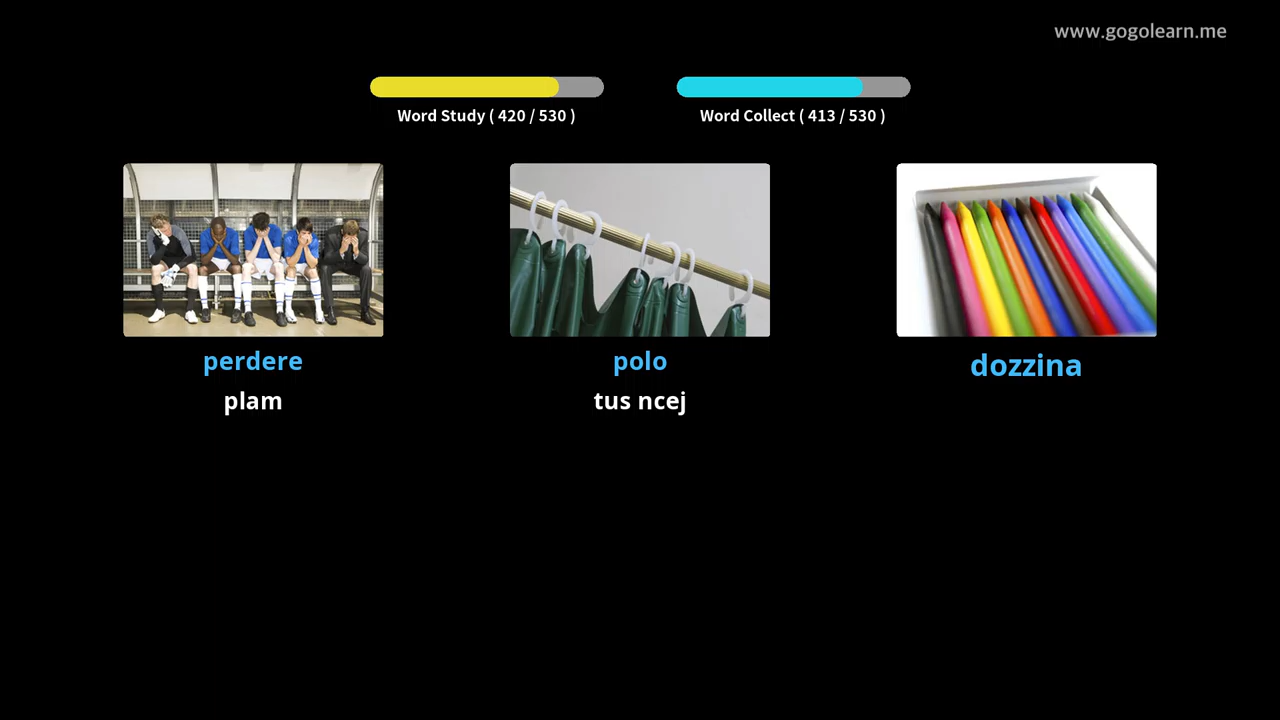 www.gogolearn.me
Word Study ( 420 / 530 )
Word Collect ( 413 / 530 )
perdere
plam
polo
tus ncej
dozzina